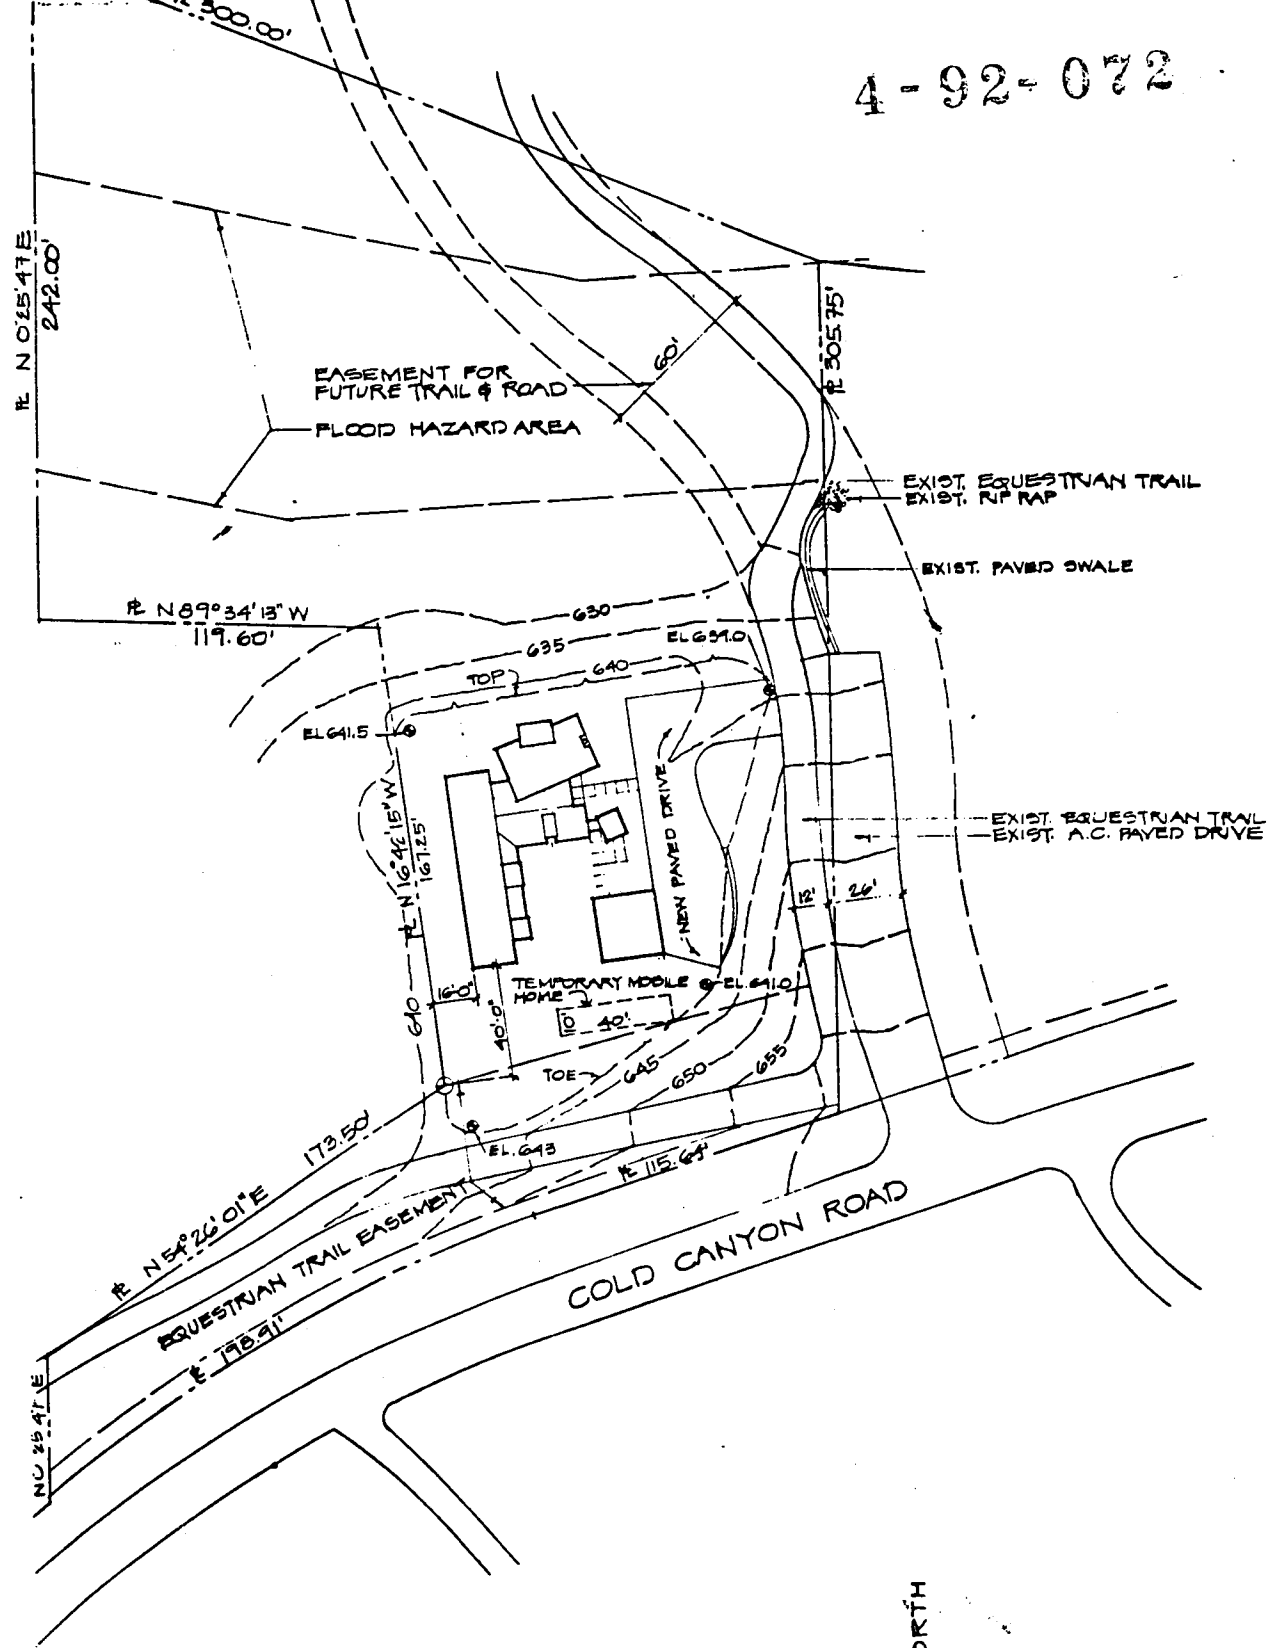 300.00'
4-92-072
℄ N 0°25'47"E
242.00'
60'
℄ 305.75'
EASEMENT FOR
FUTURE TRAIL & ROAD
FLOOD HAZARD AREA
EXIST. EQUESTRIAN TRAIL
EXIST. RIP RAP
EXIST. PAVED SWALE
℄ N 89° 34' 13" W
119.60'
630
635
EL 639.0
640
TOP
EL 641.5
℄ N 16° 42' 15" W
167.25'
NEW PAVED DRIVE
EXIST. EQUESTRIAN TRAIL
EXIST. A.C. PAVED DRIVE
12'
26'
TEMPORARY MOBILE
HOME
EL. 641.0
16'-0"
10'
40'
640
40'-0"
TOE
645
650
655
173.50'
EL. 643
℄ 115.64'
℄ N 54° 26' 01" E
EQUESTRIAN TRAIL EASEMENT
COLD CANYON ROAD
℄ 198.91'
N 0 25 47 E
ORTH